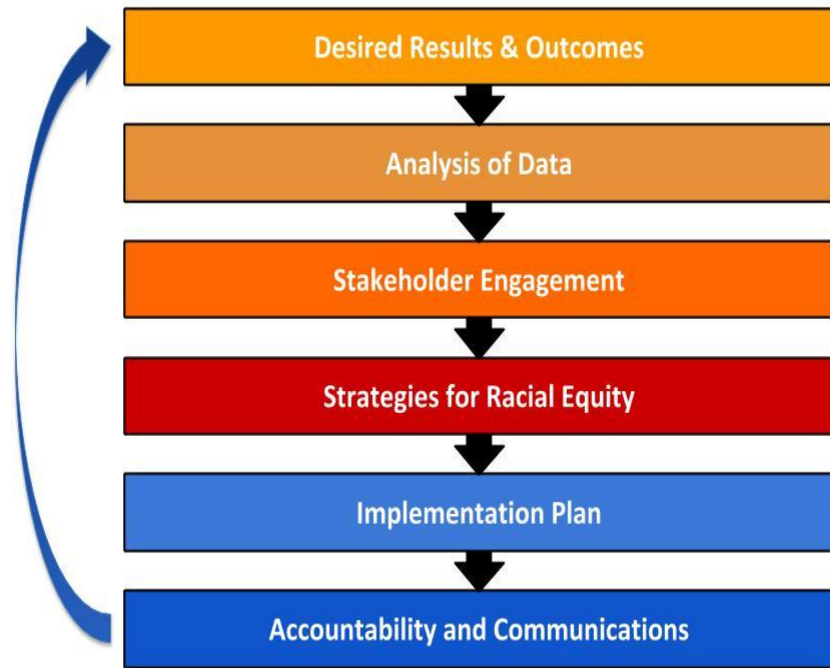 Desired Results & Outcomes
Analysis of Data
Stakeholder Engagement
Strategies for Racial Equity
Implementation Plan
Accountability and Communications